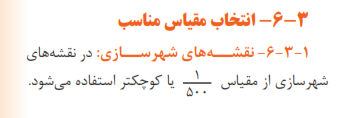 ۳-۶- انتخاب مقیاس مناسب
۱-۳-۶- نقشه‌های شهرسازی: در نقشه‌های
شهرسازی از مقیاس ۱/۵۰۰ یا کوچکتر استفاده می‌شود.